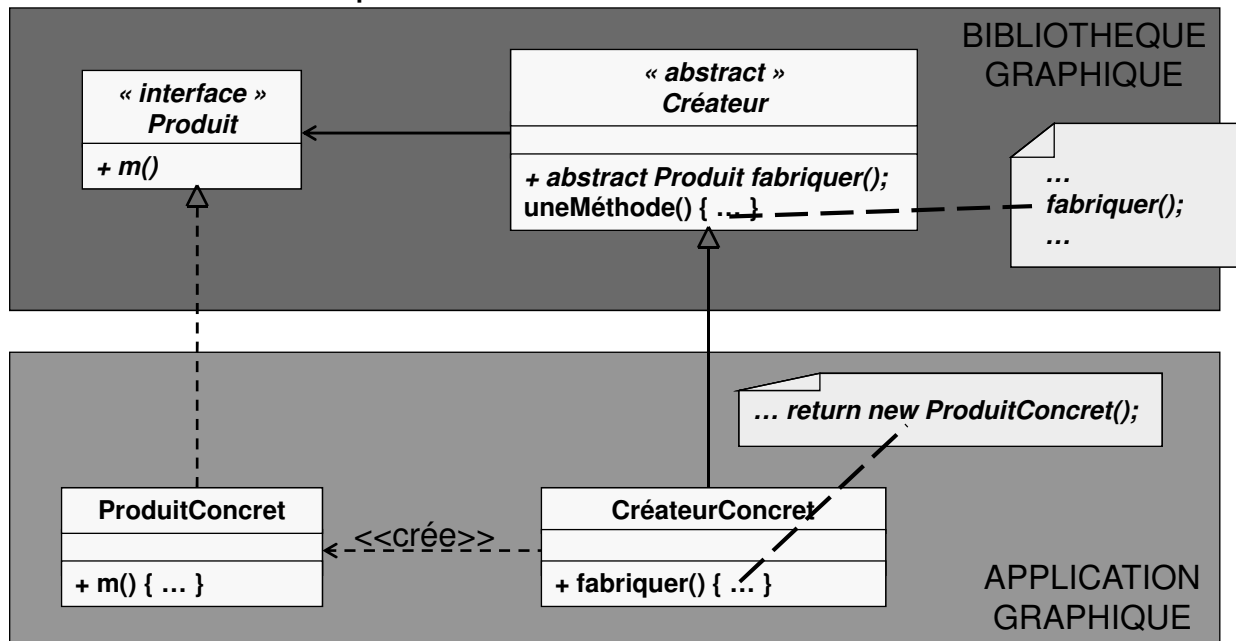 BIBLIOTHEQUE
GRAPHIQUE
« interface »
Produit
+ m()
« abstract »
Créateur
+ abstract Produit fabriquer();
uneMéthode() { … }
…
fabriquer();
…
… return new ProduitConcret();
ProduitConcret
+ m() { … }
<<crée>>
CréateurConcret
+ fabriquer() { … }
APPLICATION
GRAPHIQUE